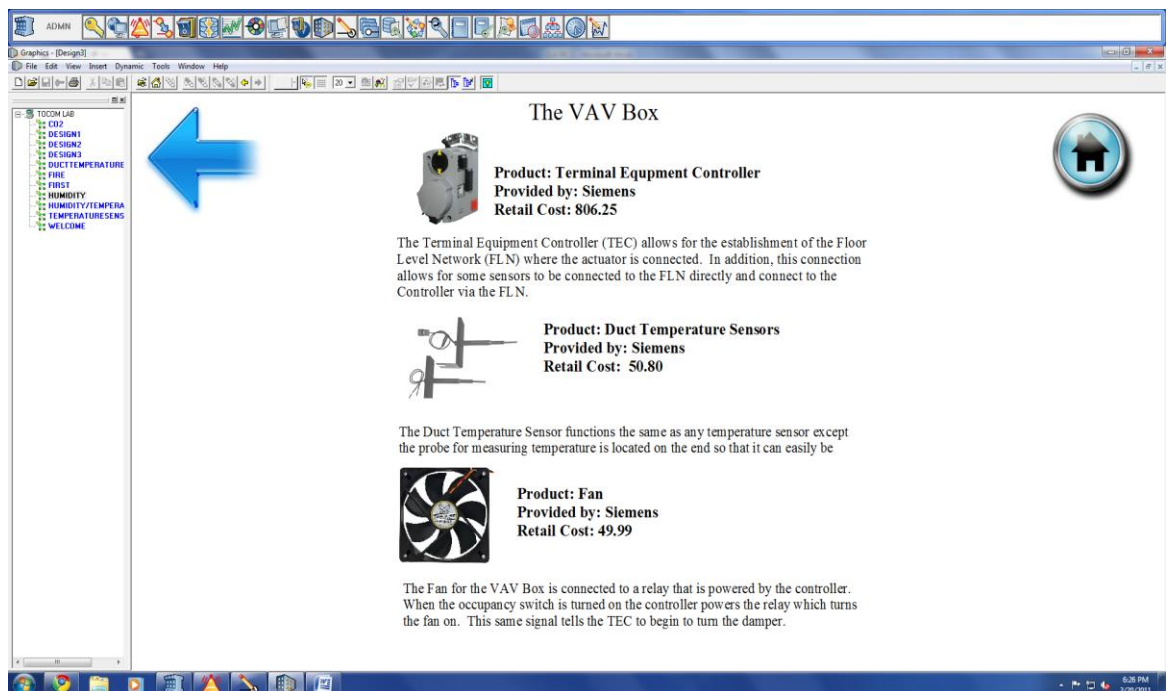 ADMN
Graphics - [Design3]
File Edit View Insert Dynamic Tools Window Help
20
TOCOM LAB
CO2
DESIGN1
DESIGN2
DESIGN3
DUCTTEMPERATURE
FIRE
FIRST
HUMIDITY
HUMIDITY/TEMPERA
TEMPERATURESENS
WELCOME
The VAV Box
Product: Terminal Equpment Controller
Provided by: Siemens
Retail Cost: 806.25
The Terminal Equipment Controller (TEC) allows for the establishment of the Floor
Level Network (FLN) where the actuator is connected. In addition, this connection
allows for some sensors to be connected to the FLN directly and connect to the
Controller via the FLN.
Product: Duct Temperature Sensors
Provided by: Siemens
Retail Cost: 50.80
The Duct Temperature Sensor functions the same as any temperature sensor except
the probe for measuring temperature is located on the end so that it can easily be
Product: Fan
Provided by: Siemens
Retail Cost: 49.99
The Fan for the VAV Box is connected to a relay that is powered by the controller.
When the occupancy switch is turned on the controller powers the relay which turns
the fan on. This same signal tells the TEC to begin to turn the damper.
6:26 PM